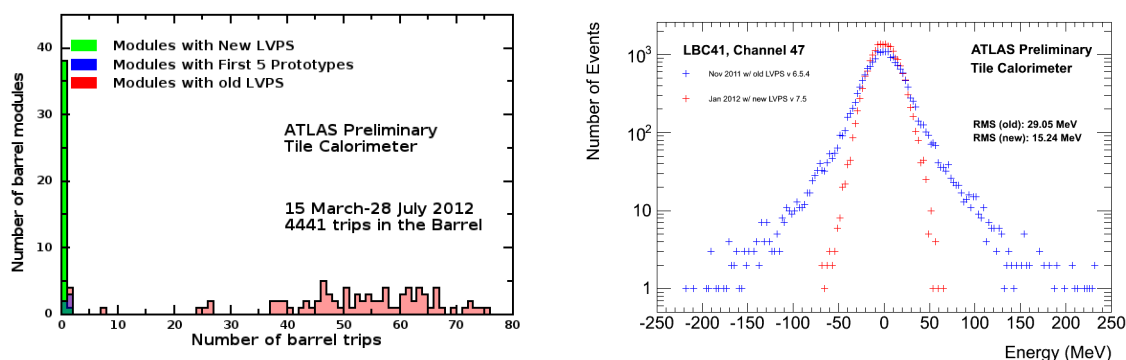 Modules with New LVPS
Modules with First 5 Prototypes
Modules with old LVPS
ATLAS Preliminary
Tile Calorimeter
15 March-28 July 2012
4441 trips in the Barrel
Number of barrel modules
40
30
20
10
0
0 10 20 30 40 50 60 70 80
Number of barrel trips
LBC41, Channel 47
Nov 2011 w/ old LVPS v 6.5.4
Jan 2012 w/ new LVPS v 7.5
ATLAS Preliminary
Tile Calorimeter
RMS (old): 29.05 MeV
RMS (new): 15.24 MeV
Number of Events
10³
10²
10
1
-250 -200 -150 -100 -50 0 50 100 150 200 250
Energy (MeV)